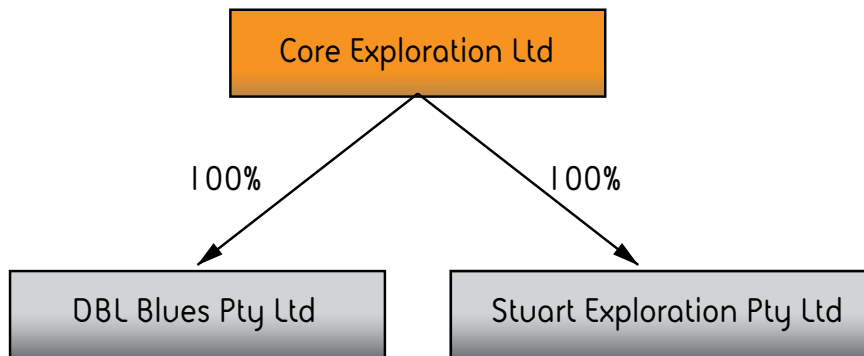 Core Exploration Ltd
100%
100%
DBL Blues Pty Ltd
Stuart Exploration Pty Ltd